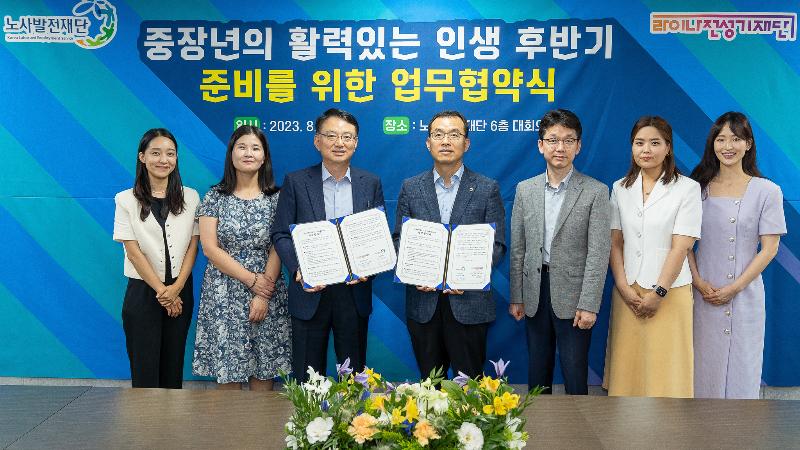 노사발전재단
라이나전성기재단
중장년의 활력있는 인생 후반기
준비를 위한 업무협약식
일시 : 2023. 8.
장소 : 재단 6층 대회의